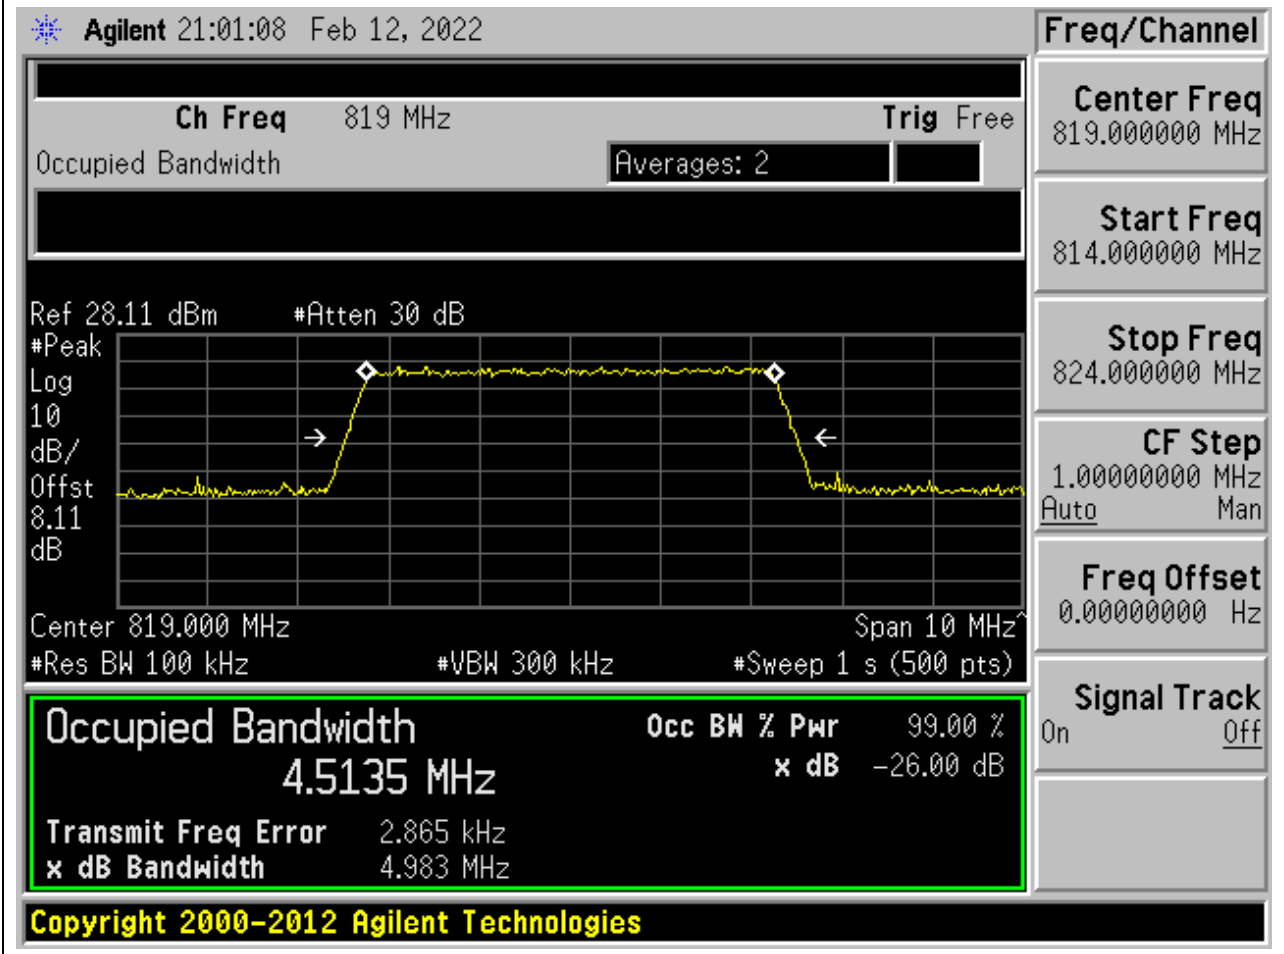 Agilent 21:01:08 Feb 12, 2022
Ch Freq 819 MHz Trig Free
Occupied Bandwidth Averages: 2
Ref 28.11 dBm #Atten 30 dB
#Peak
Log
10
dB/
Offst
8.11
dB
Center 819.000 MHz Span 10 MHz^
#Res BW 100 kHz #VBW 300 kHz #Sweep 1 s (500 pts)
Occupied Bandwidth Occ BW % Pwr 99.00 %
4.5135 MHz x dB -26.00 dB
Transmit Freq Error 2.865 kHz
x dB Bandwidth 4.983 MHz
Copyright 2000-2012 Agilent Technologies
Freq/Channel
Center Freq
819.000000 MHz
Start Freq
814.000000 MHz
Stop Freq
824.000000 MHz
CF Step
1.00000000 MHz
Auto Man
Freq Offset
0.00000000 Hz
Signal Track
On Off